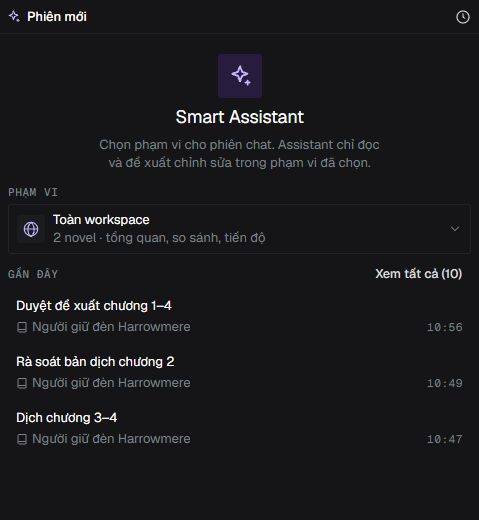 Phiên mới
Smart Assistant
Chọn phạm vi cho phiên chat. Assistant chỉ đọc
và đề xuất chỉnh sửa trong phạm vi đã chọn.
PHẠM VI
Toàn workspace
2 novel · tổng quan, so sánh, tiến độ
GẦN ĐÂY
Xem tất cả (10)
Duyệt đề xuất chương 1–4
Người giữ đèn Harrowmere
10:56
Rà soát bản dịch chương 2
Người giữ đèn Harrowmere
10:49
Dịch chương 3–4
Người giữ đèn Harrowmere
10:47